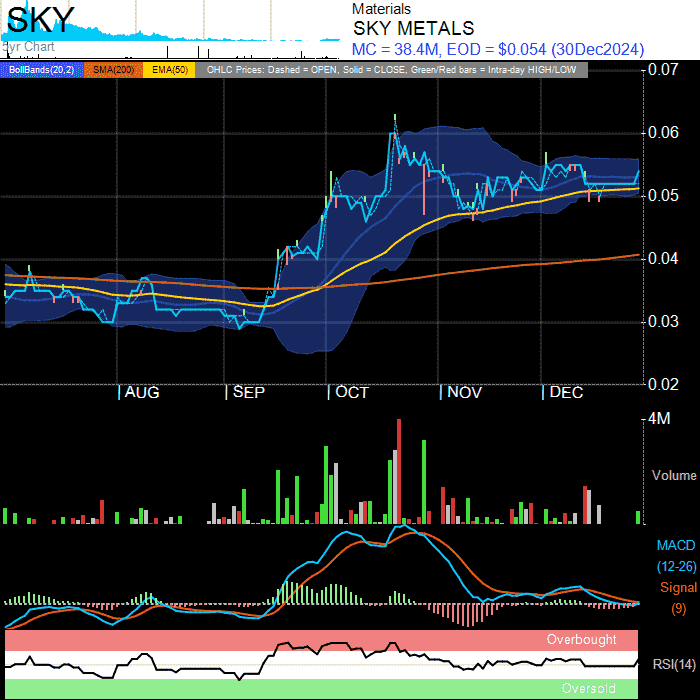 SKY
5yr Chart
Materials
SKY METALS
MC = 38.4M, EOD = $0.054 (30Dec2024)
BollBands(20,2) SMA(200) EMA(50) OHLC Prices: Dashed = OPEN, Solid = CLOSE, Green/Red bars = Intra-day HIGH/LOW
0.07
0.06
0.05
0.04
0.03
0.02
AUG SEP OCT NOV DEC
4M
Volume
MACD
(12-26)
Signal
(9)
Overbought
RSI(14)
Oversold